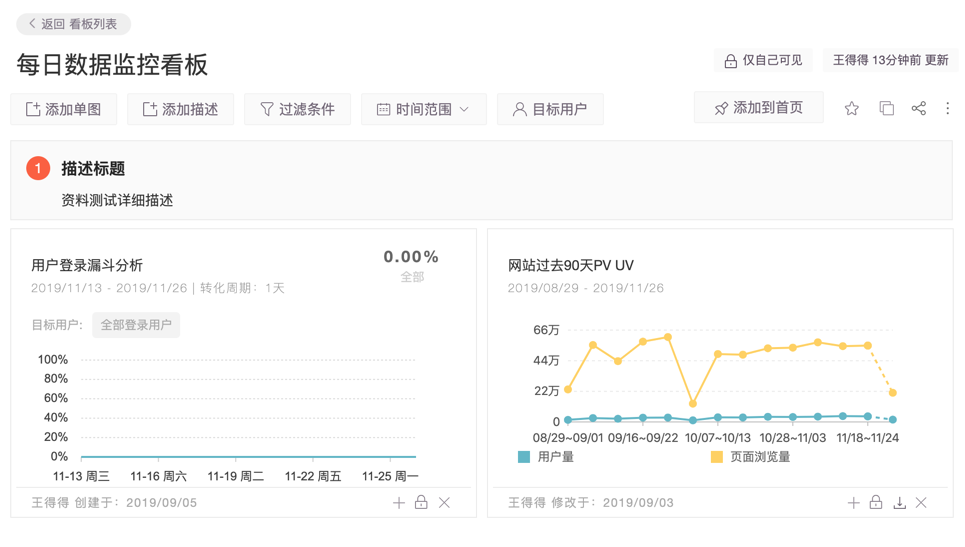 返回 看板列表
每日数据监控看板
仅自己可见
王得得 13分钟前 更新
添加单图
添加描述
过滤条件
时间范围
目标用户
添加到首页
1 描述标题
资料测试详细描述
用户登录漏斗分析
0.00%
全部
2019/11/13 - 2019/11/26 | 转化周期：1天
目标用户:
全部登录用户
100%
80%
60%
40%
20%
0%
11-13 周三 11-16 周六 11-19 周二 11-22 周五 11-25 周一
王得得 创建于：2019/09/05
网站过去90天PV UV
2019/08/29 - 2019/11/26
66万
44万
22万
0
08/29~09/01 09/16~09/22 10/07~10/13 10/28~11/03 11/18~11/24
用户量 页面浏览量
王得得 修改于：2019/09/03